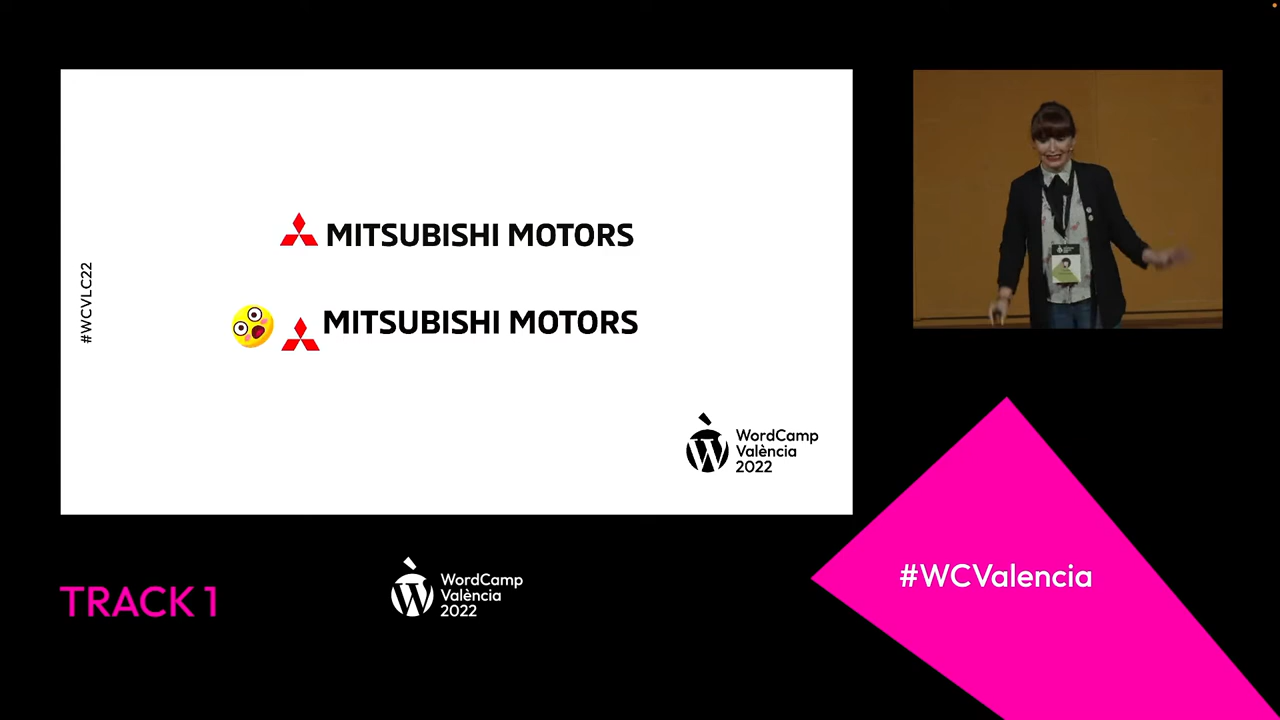 MITSUBISHI MOTORS
MITSUBISHI MOTORS
#WCVLC22
WordCamp
València
2022
TRACK 1
WordCamp
València
2022
#WCValencia